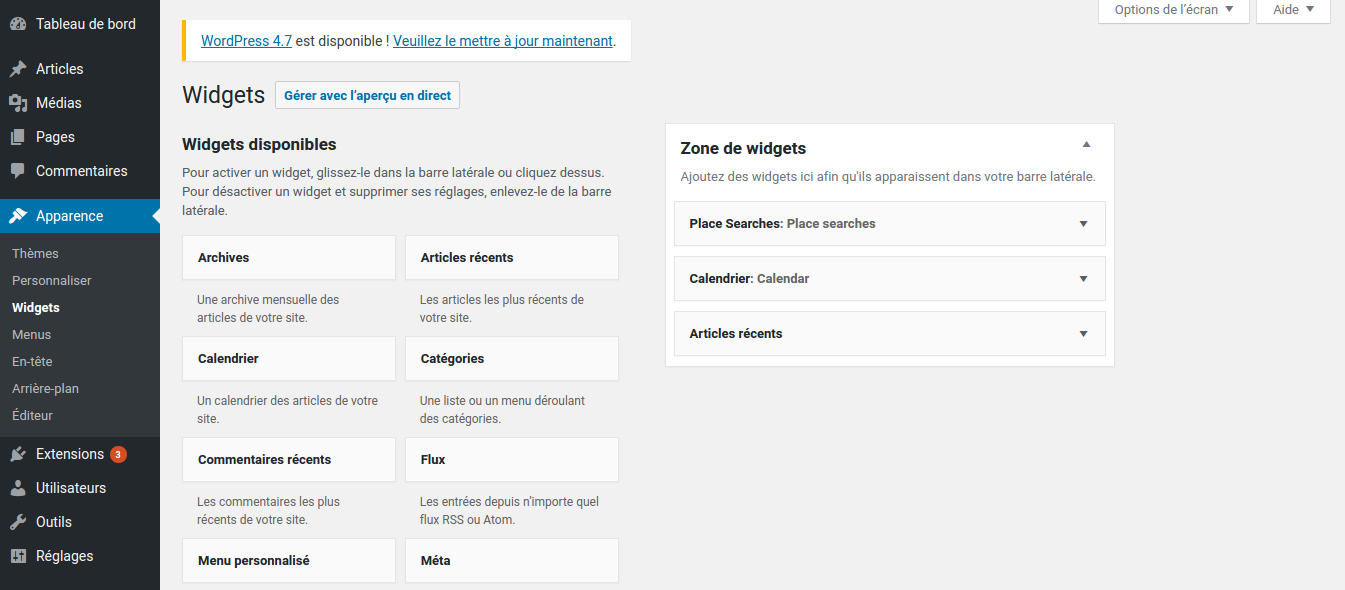 Tableau de bord
Articles
Médias
Pages
Commentaires
Apparence
Thèmes
Personnaliser
Widgets
Menus
En-tête
Arrière-plan
Éditeur
Extensions 3
Utilisateurs
Outils
Réglages
Options de l'écran
Aide
WordPress 4.7 est disponible ! Veuillez le mettre à jour maintenant.
Widgets
Gérer avec l'aperçu en direct
Widgets disponibles
Pour activer un widget, glissez-le dans la barre latérale ou cliquez dessus.
Pour désactiver un widget et supprimer ses réglages, enlevez-le de la barre
latérale.
Archives
Une archive mensuelle des
articles de votre site.
Articles récents
Les articles les plus récents de
votre site.
Calendrier
Un calendrier des articles de votre
site.
Catégories
Une liste ou un menu déroulant
des catégories.
Commentaires récents
Les commentaires les plus
récents de votre site.
Flux
Les entrées depuis n'importe quel
flux RSS ou Atom.
Menu personnalisé
Méta
Zone de widgets
Ajoutez des widgets ici afin qu'ils apparaissent dans votre barre latérale.
Place Searches: Place searches
Calendrier: Calendar
Articles récents